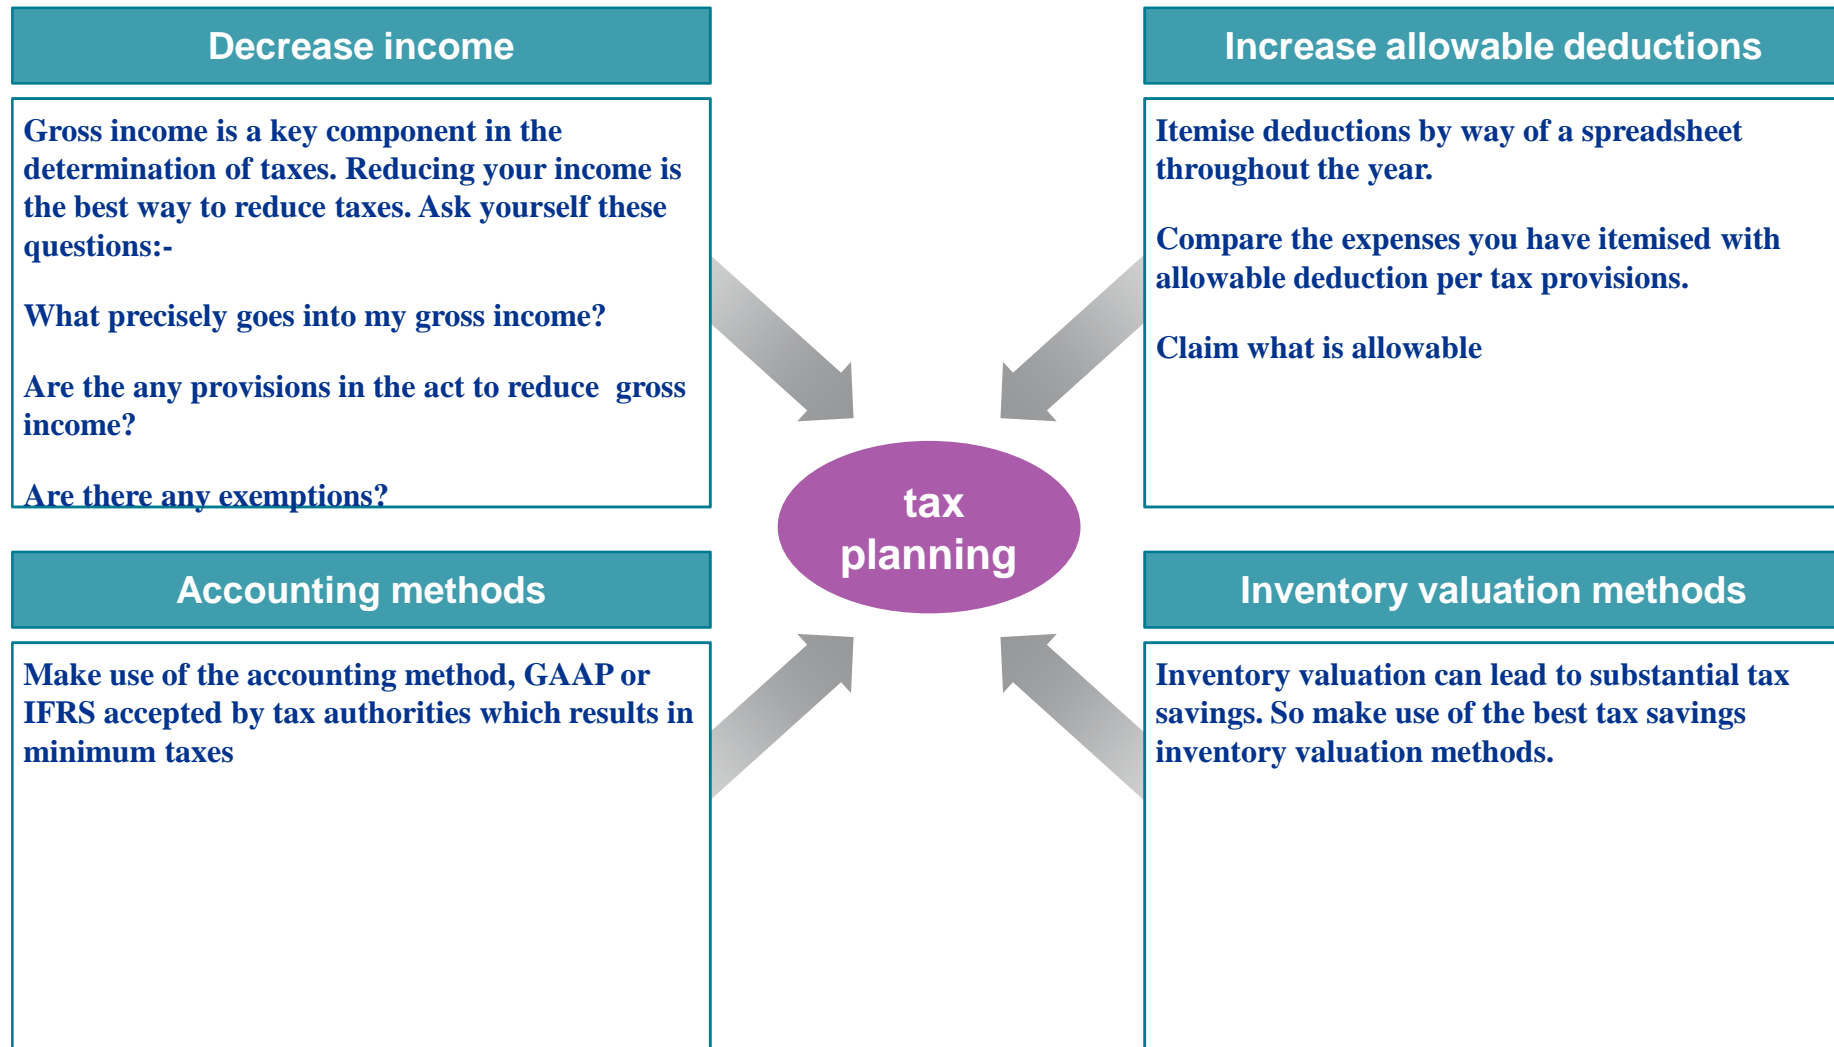 Decrease income
Gross income is a key component in the
determination of taxes. Reducing your income is
the best way to reduce taxes. Ask yourself these
questions:-
What precisely goes into my gross income?
Are the any provisions in the act to reduce  gross
income?
Are there any exemptions?
Increase allowable deductions
Itemise deductions by way of a spreadsheet
throughout the year.
Compare the expenses you have itemised with
allowable deduction per tax provisions.
Claim what is allowable
tax
planning
Accounting methods
Make use of the accounting method, GAAP or
IFRS accepted by tax authorities which results in
minimum taxes
Inventory valuation methods
Inventory valuation can lead to substantial tax
savings. So make use of the best tax savings
inventory valuation methods.